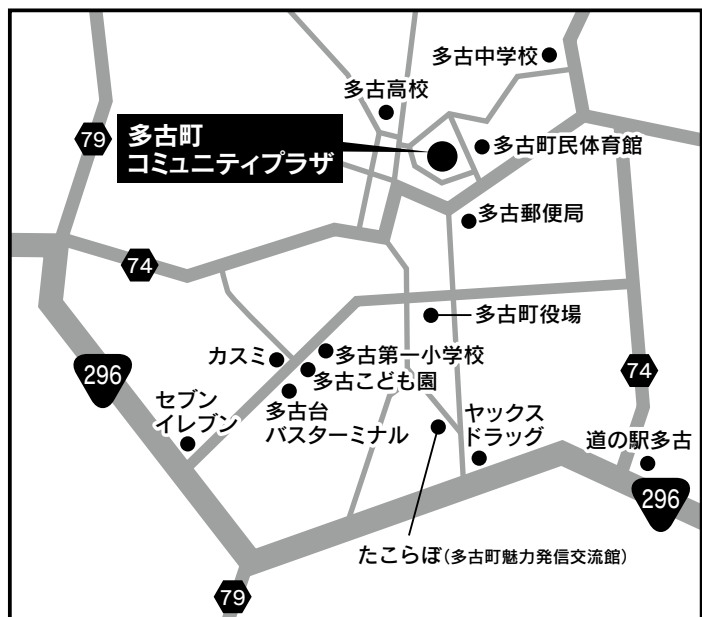 多古中学校
多古高校
79
多古町
コミュニティプラザ
多古町民体育館
多古郵便局
74
多古町役場
カスミ
多古第一小学校
多古こども園
多古台
バスターミナル
296
セブン
イレブン
74
ヤックス
ドラッグ
道の駅多古
296
たこらぼ(多古町魅力発信交流館)
79